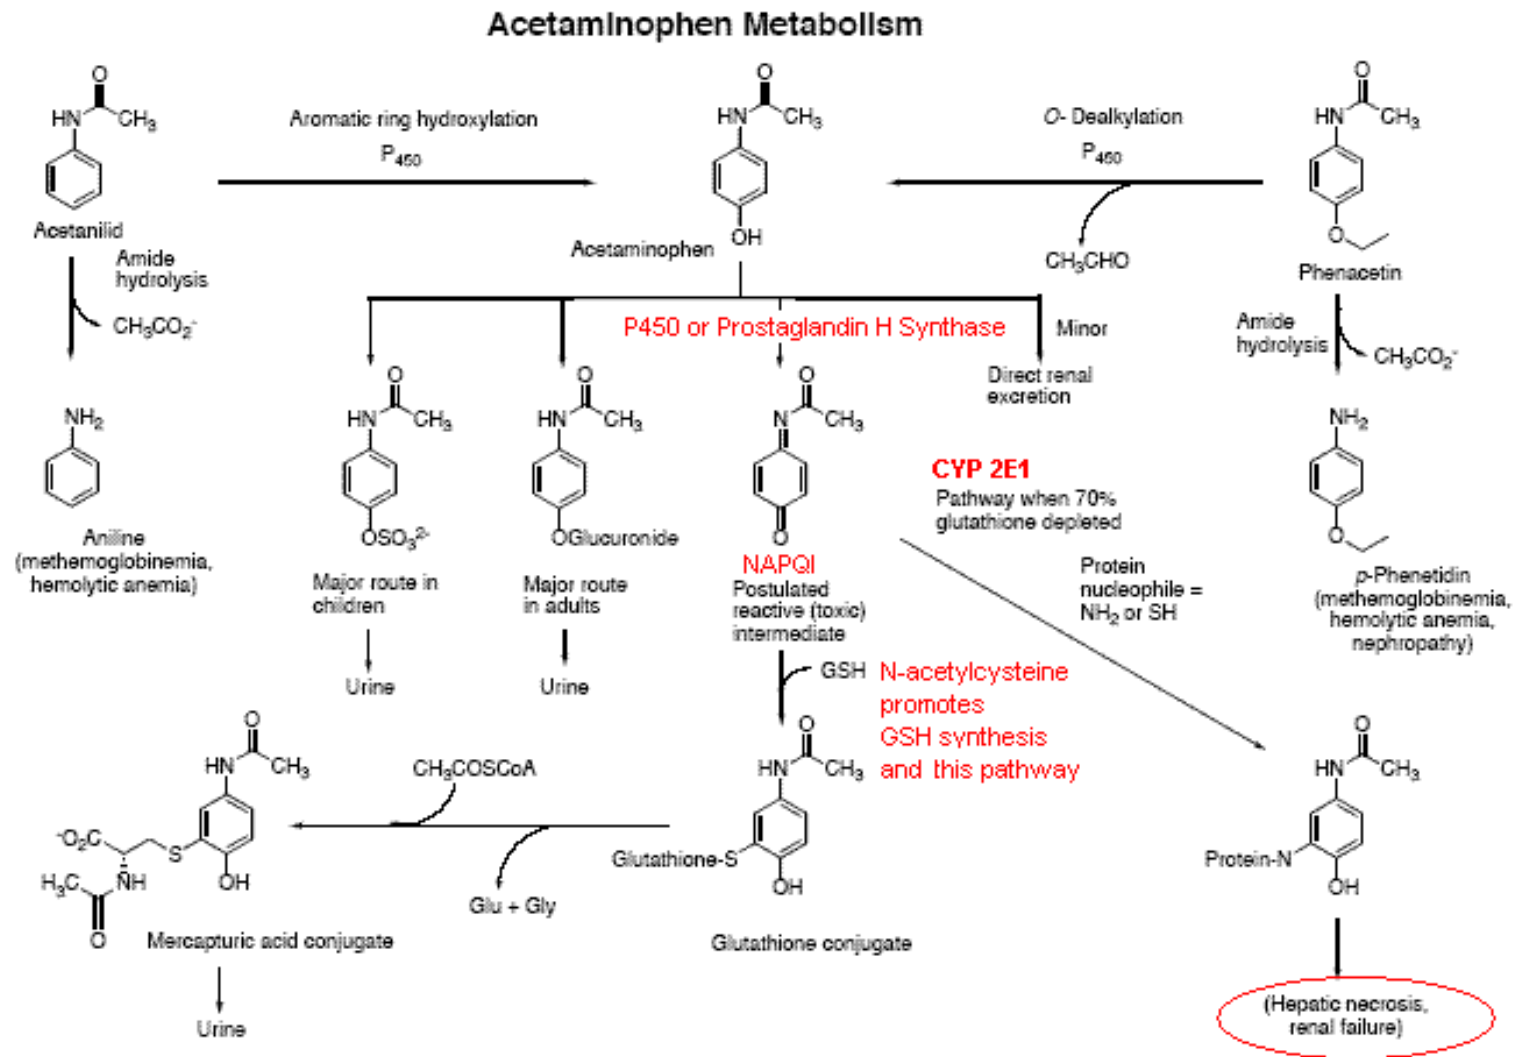 Acetaminophen Metabolism
O
HN
CH3
Acetanilid
Aromatic ring hydroxylation
P450
O
HN
CH3
OH
Acetaminophen
O- Dealkylation
P450
CH3CHO
O
HN
CH3
O
Phenacetin
Amide
hydrolysis
CH3CO2-
P450 or Prostaglandin H Synthase
Minor
Direct renal
excretion
Amide
hydrolysis
CH3CO2-
NH2
Aniline
(methemoglobinemia,
hemolytic anemia)
O
HN
CH3
OSO3 2-
Major route in
children
Urine
O
HN
CH3
OGlucuronide
Major route
in adults
Urine
O
N
CH3
O
NAPQI
Postulated
reactive (toxic)
intermediate
CYP 2E1
Pathway when 70%
glutathione depleted
Protein
nucleophile =
NH2 or SH
NH2
O
p-Phenetidin
(methemoglobinemia,
hemolytic anemia,
nephropathy)
GSH
N-acetylcysteine
promotes
GSH synthesis
and this pathway
O
HN
CH3
-O2C
S
OH
H3C
NH
O
Mercapturic acid conjugate
Urine
CH3COSCoA
Glu + Gly
O
HN
CH3
Glutathione-S
OH
Glutathione conjugate
O
HN
CH3
Protein-N
OH
(Hepatic necrosis,
renal failure)